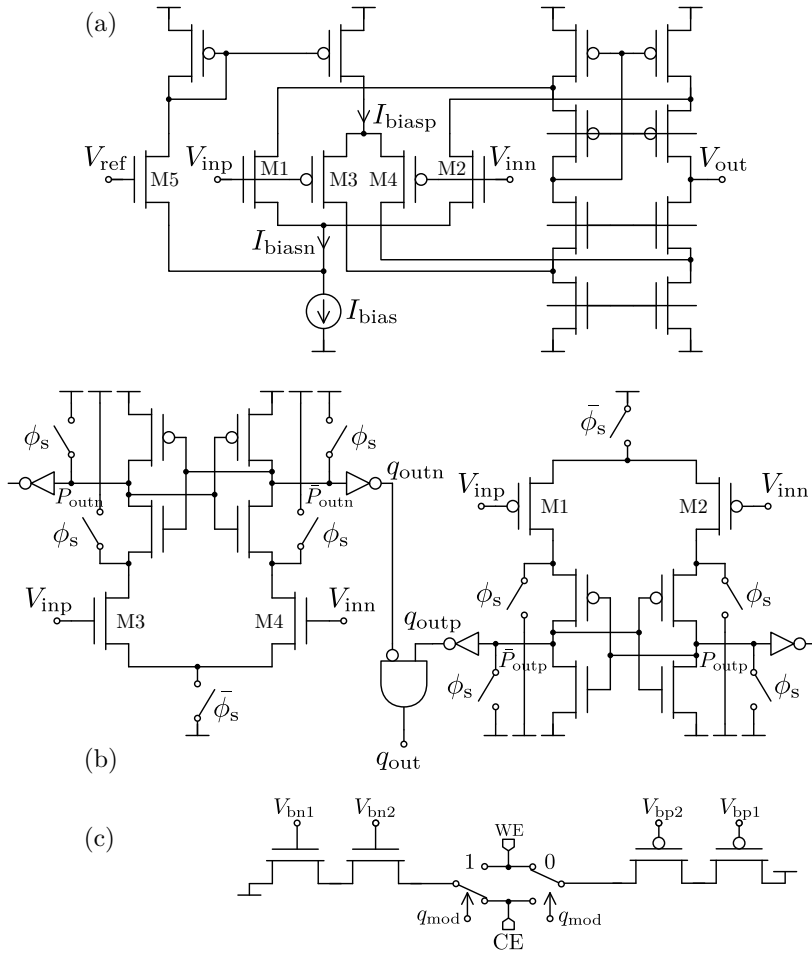 (a)
I_biasp
V_ref
V_inp
M1
M3
M4
M2
V_inn
V_out
M5
I_biasn
I_bias
ϕ_s
ϕ_s
P_outn
P̄_outn
q_outn
ϕ_s
ϕ_s
V_inp
M3
M4
V_inn
ϕ̄_s
ϕ̄_s
V_inp
M1
M2
V_inn
ϕ_s
ϕ_s
q_outp
P̄_outp
P_outp
ϕ_s
ϕ_s
q_out
(b)
(c)
V_bn1
V_bn2
WE
V_bp2
V_bp1
1
0
q_mod
q_mod
CE